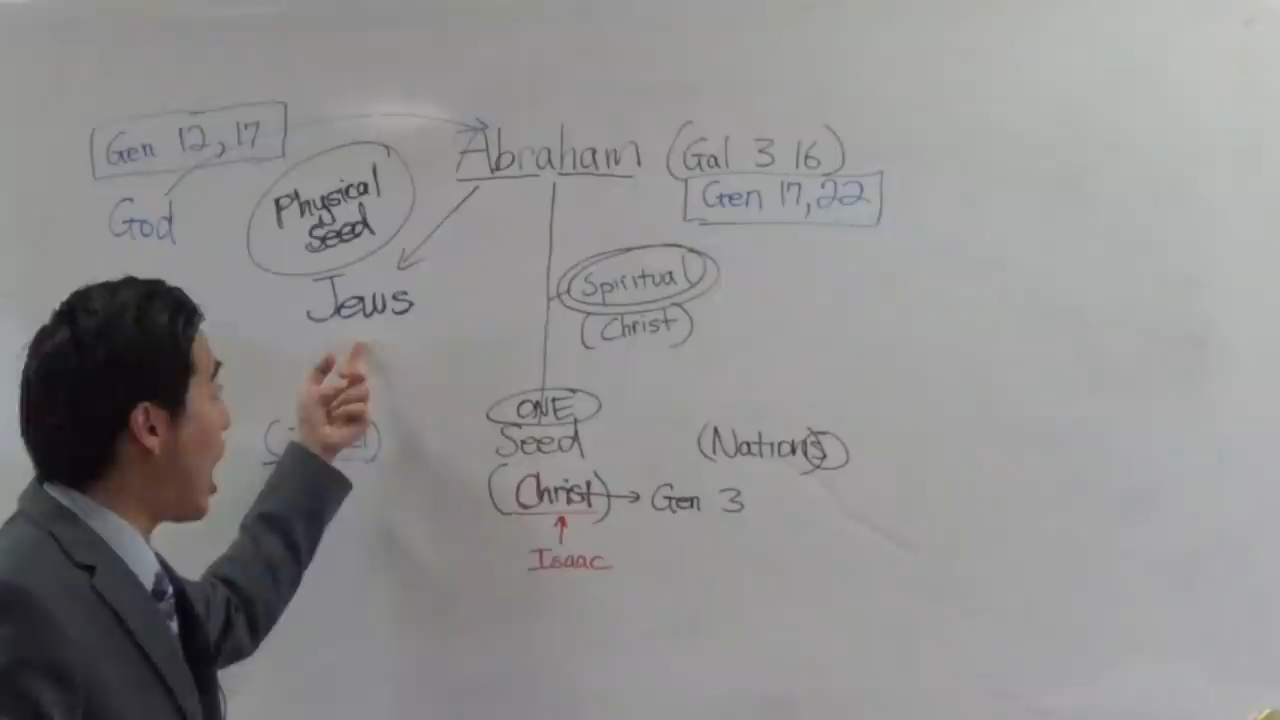 Gen 12, 17
God
Abraham (Gal 3 16)
Gen 17, 22
Physical
Seed
Jews
Spiritual
(Christ)
ONE
Seed
(Nations)
(Christ) → Gen 3
↑
Isaac